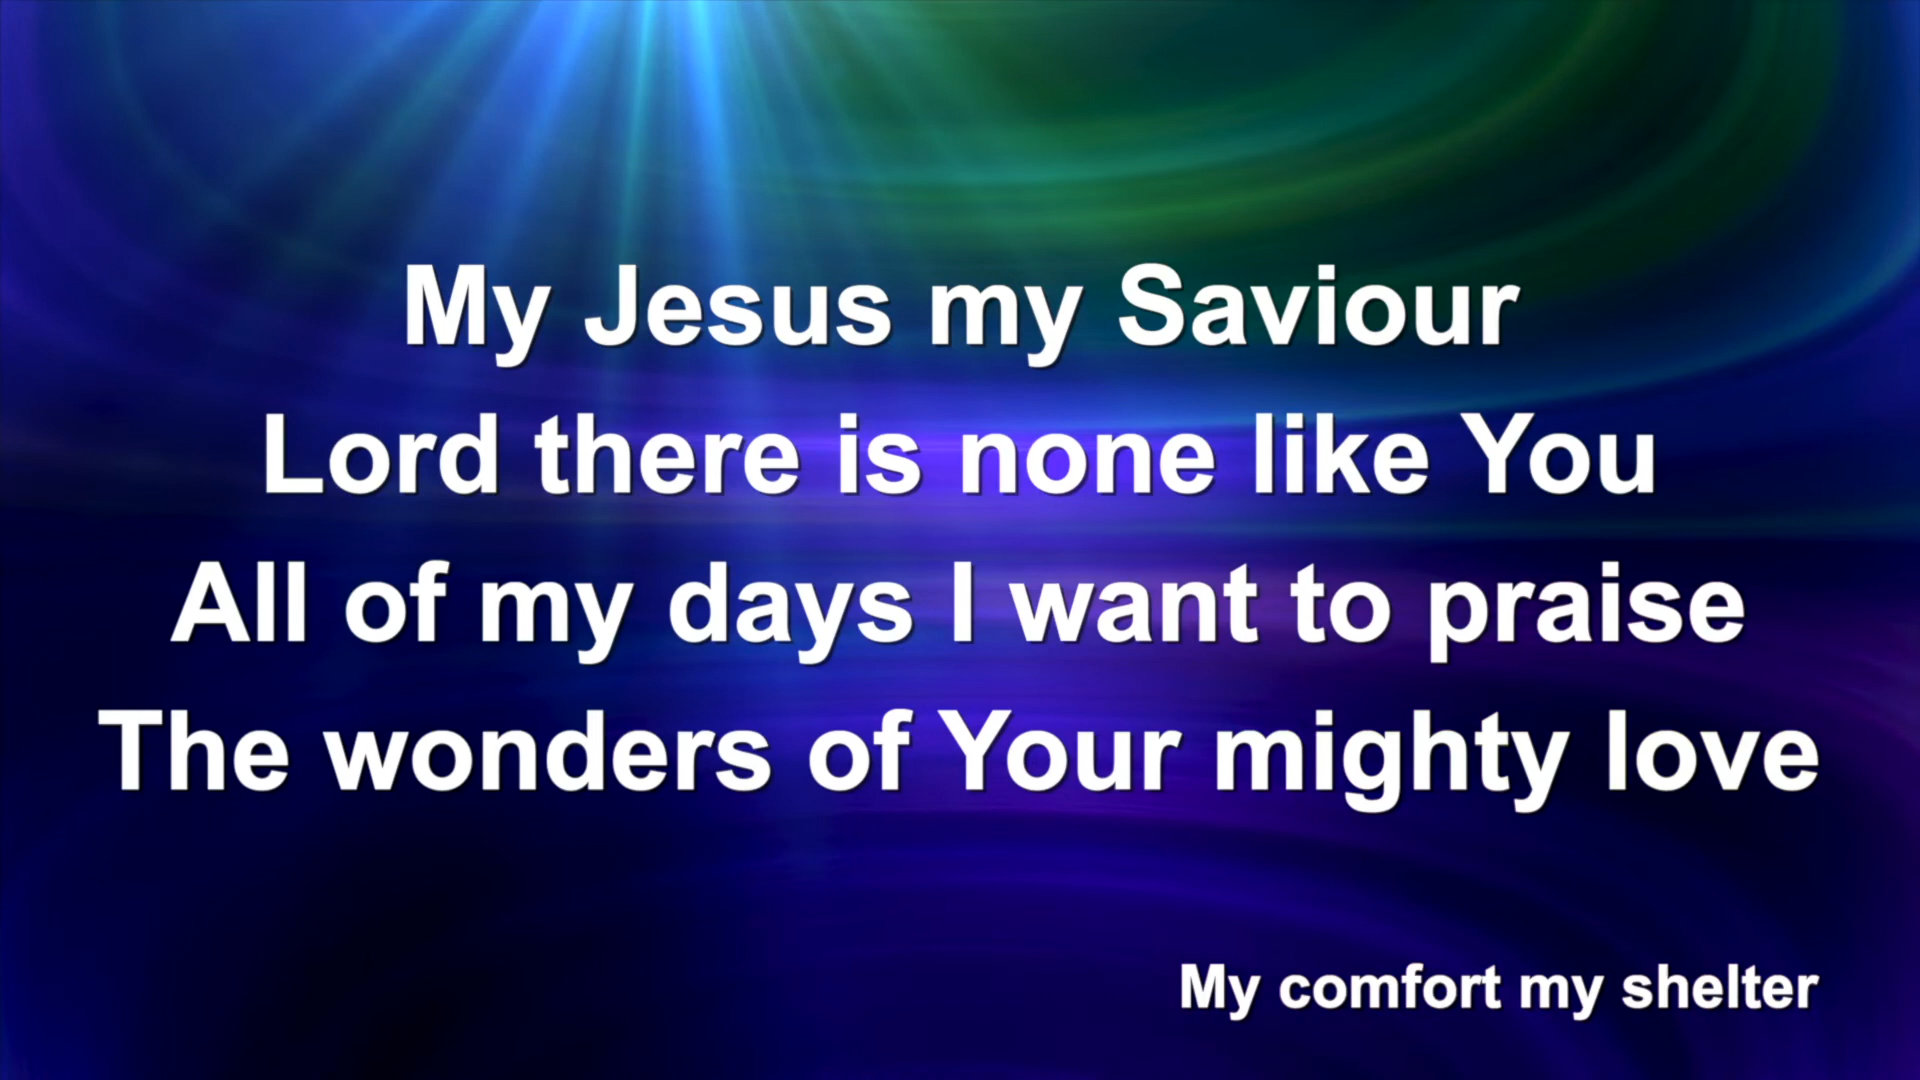 My Jesus my Saviour
Lord there is none like You
All of my days I want to praise
The wonders of Your mighty love
My comfort my shelter